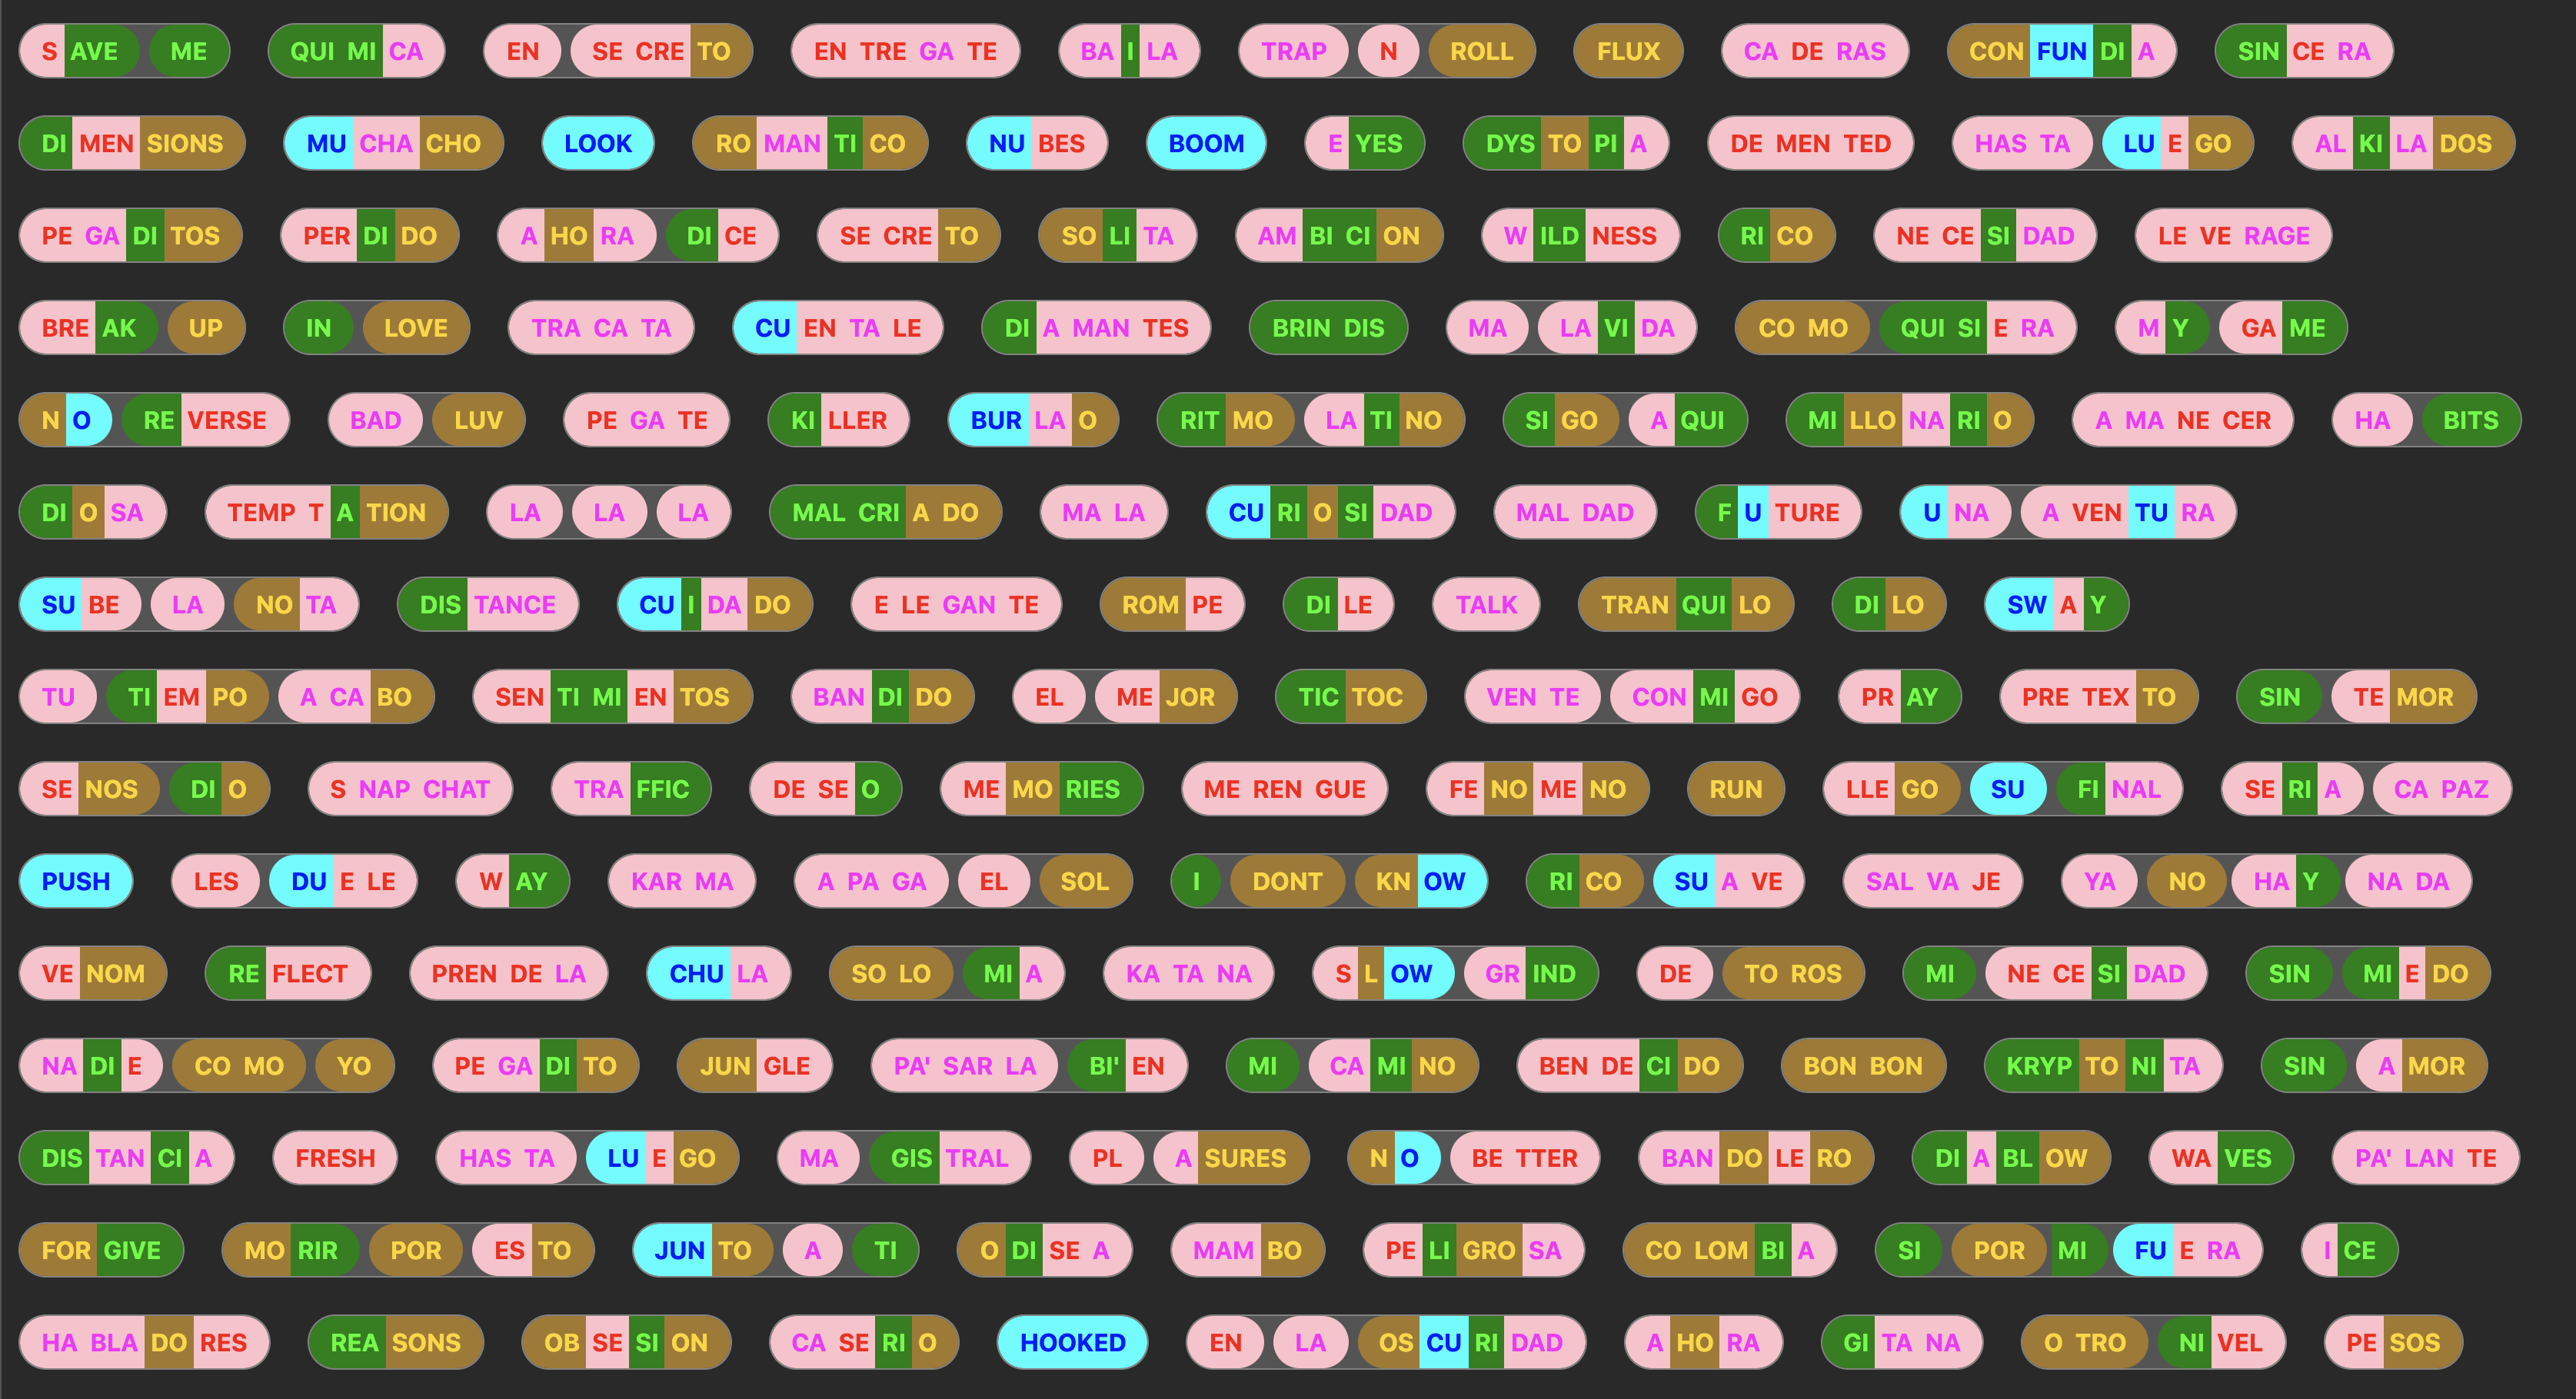 S AVE ME QUI MI CA EN SE CRE TO EN TRE GA TE BA I LA TRAP N ROLL FLUX CA DE RAS CON FUN DI A SIN CE RA
DI MEN SIONS MU CHA CHO LOOK RO MAN TI CO NU BES BOOM E YES DYS TO PI A DE MEN TED HAS TA LU E GO AL KI LA DOS
PE GA DI TOS PER DI DO A HO RA DI CE SE CRE TO SO LI TA AM BI CI ON W ILD NESS RI CO NE CE SI DAD LE VE RAGE
BRE AK UP IN LOVE TRA CA TA CU EN TA LE DI A MAN TES BRIN DIS MA LA VI DA CO MO QUI SI E RA M Y GA ME
N O RE VERSE BAD LUV PE GA TE KI LLER BUR LA O RIT MO LA TI NO SI GO A QUI MI LLO NA RI O A MA NE CER HA BITS
DI O SA TEMP T A TION LA LA LA MAL CRI A DO MA LA CU RI O SI DAD MAL DAD F U TURE U NA A VEN TU RA
SU BE LA NO TA DIS TANCE CU I DA DO E LE GAN TE ROM PE DI LE TALK TRAN QUI LO DI LO SW A Y
TU TI EM PO A CA BO SEN TI MI EN TOS BAN DI DO EL ME JOR TIC TOC VEN TE CON MI GO PR AY PRE TEX TO SIN TE MOR
SE NOS DI O S NAP CHAT TRA FFIC DE SE O ME MO RIES ME REN GUE FE NO ME NO RUN LLE GO SU FI NAL SE RI A CA PAZ
PUSH LES DU E LE W AY KAR MA A PA GA EL SOL I DONT KN OW RI CO SU A VE SAL VA JE YA NO HA Y NA DA
VE NOM RE FLECT PREN DE LA CHU LA SO LO MI A KA TA NA S L OW GR IND DE TO ROS MI NE CE SI DAD SIN MI E DO
NA DI E CO MO YO PE GA DI TO JUN GLE PA' SAR LA BI' EN MI CA MI NO BEN DE CI DO BON BON KRYP TO NI TA SIN A MOR
DIS TAN CI A FRESH HAS TA LU E GO MA GIS TRAL PL A SURES N O BE TTER BAN DO LE RO DI A BL OW WA VES PA' LAN TE
FOR GIVE MO RIR POR ES TO JUN TO A TI O DI SE A MAM BO PE LI GRO SA CO LOM BI A SI POR MI FU E RA I CE
HA BLA DO RES REA SONS OB SE SI ON CA SE RI O HOOKED EN LA OS CU RI DAD A HO RA GI TA NA O TRO NI VEL PE SOS